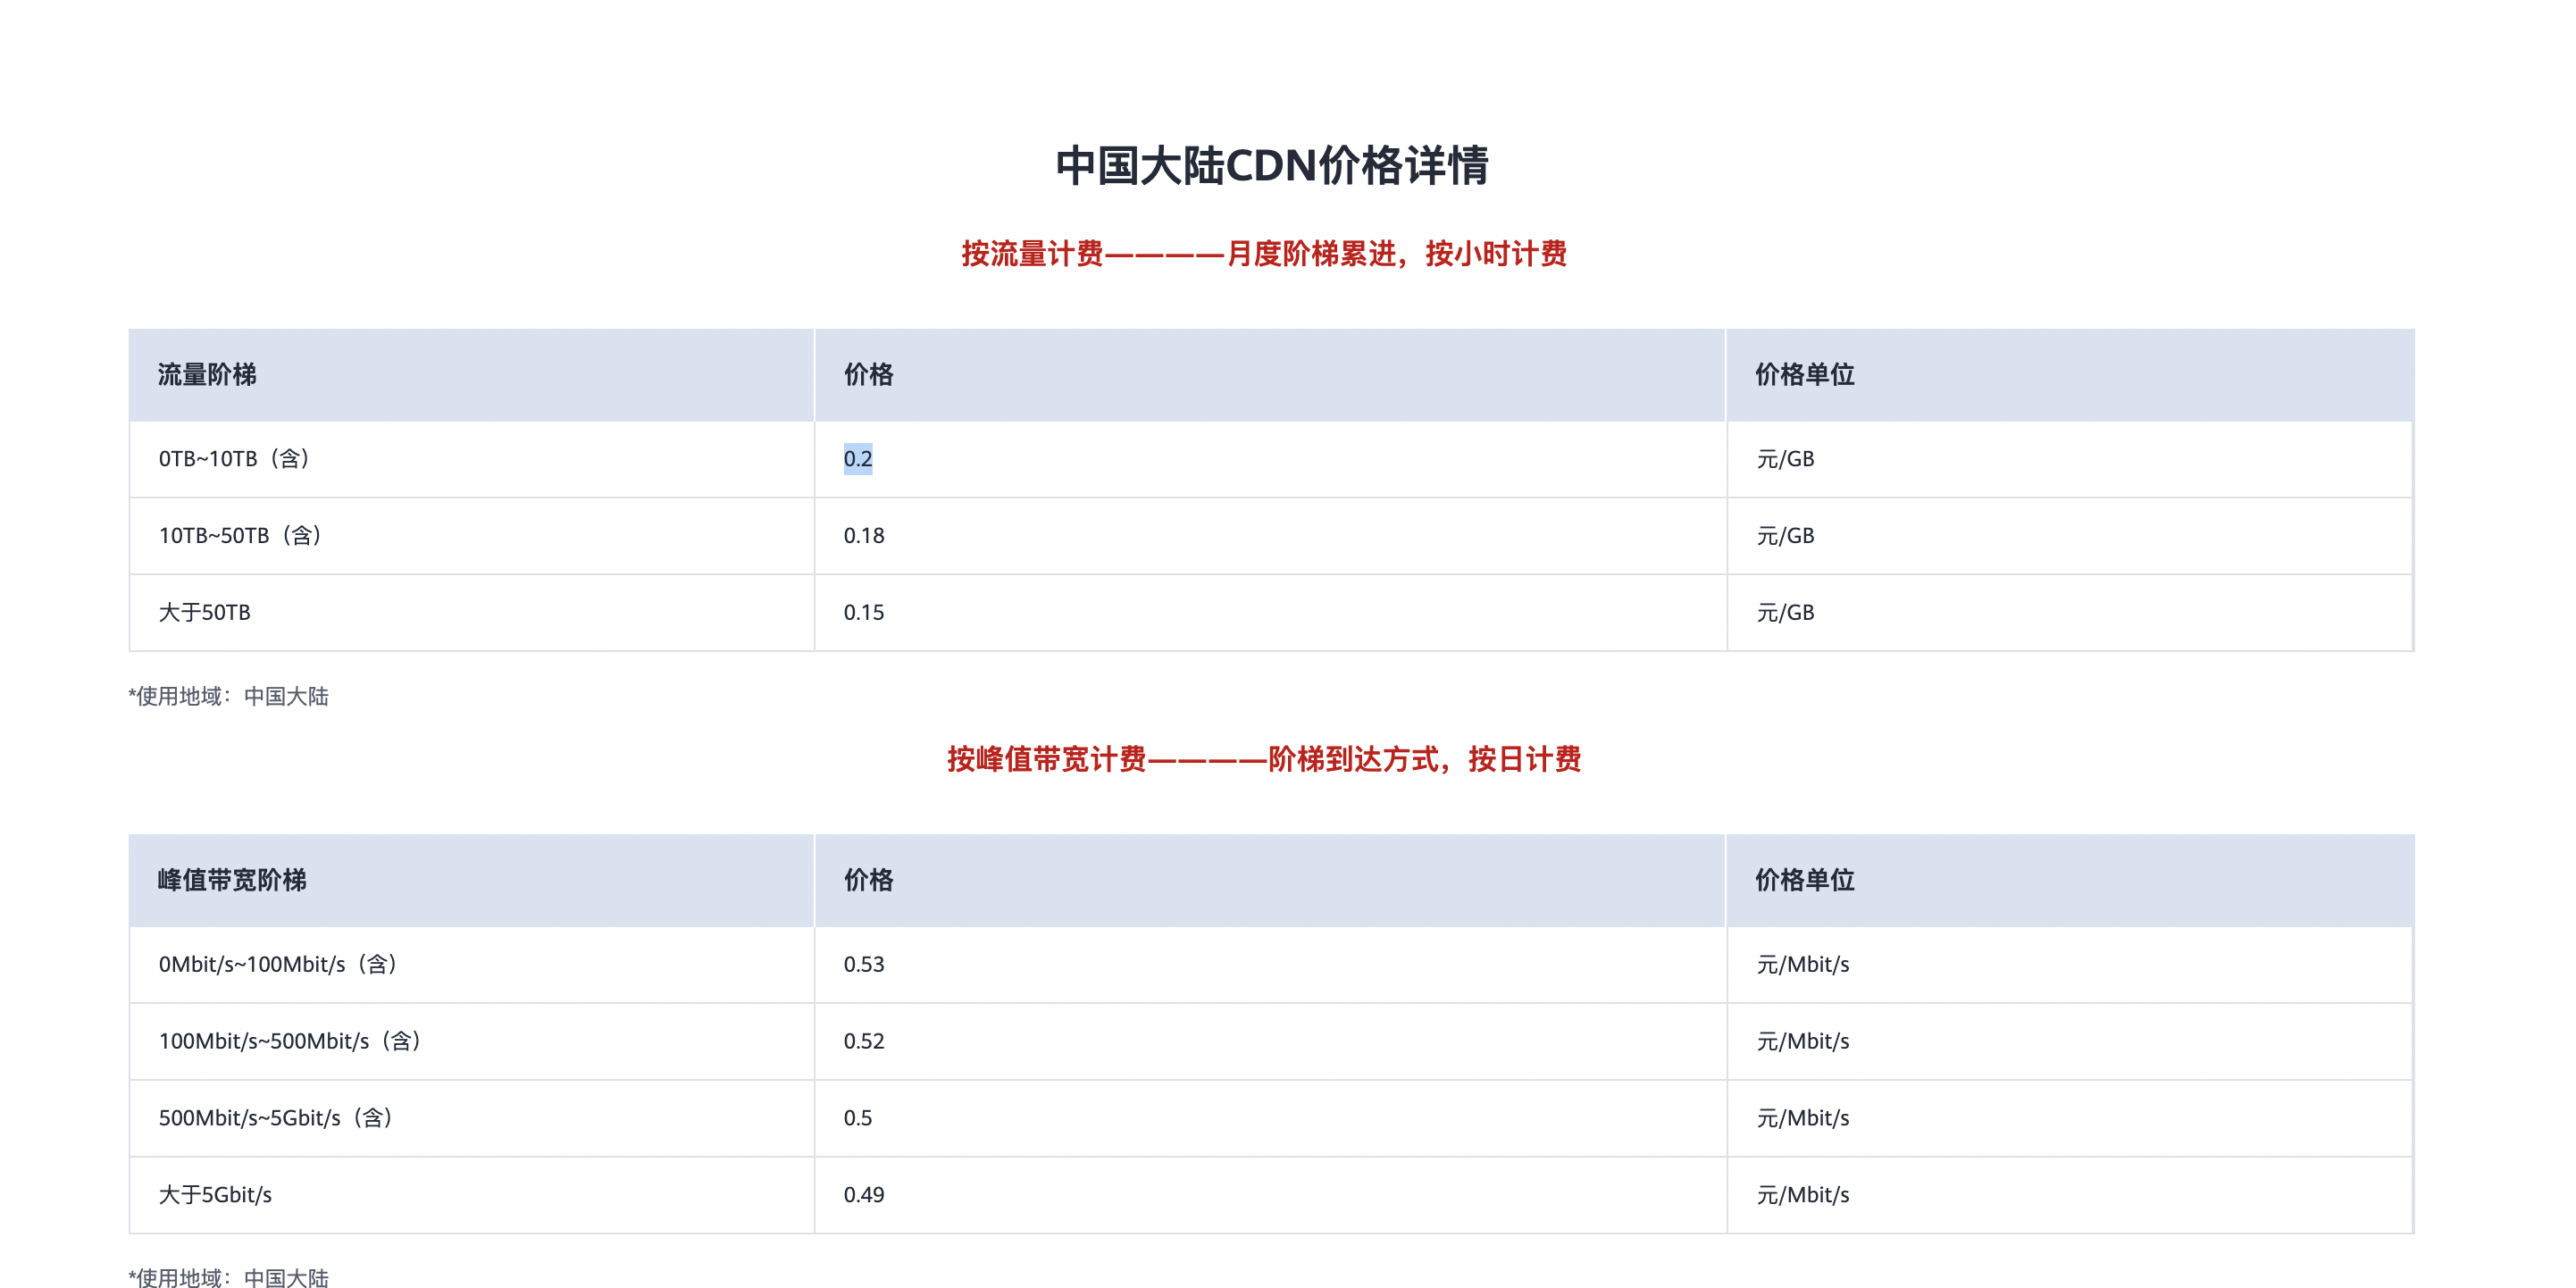 中国大陆CDN价格详情
按流量计费————月度阶梯累进，按小时计费
流量阶梯 价格 价格单位
0TB~10TB（含） 0.2 元/GB
10TB~50TB（含） 0.18 元/GB
大于50TB 0.15 元/GB
*使用地域：中国大陆
按峰值带宽计费————阶梯到达方式，按日计费
峰值带宽阶梯 价格 价格单位
0Mbit/s~100Mbit/s（含） 0.53 元/Mbit/s
100Mbit/s~500Mbit/s（含） 0.52 元/Mbit/s
500Mbit/s~5Gbit/s（含） 0.5 元/Mbit/s
大于5Gbit/s 0.49 元/Mbit/s
*使用地域：中国大陆